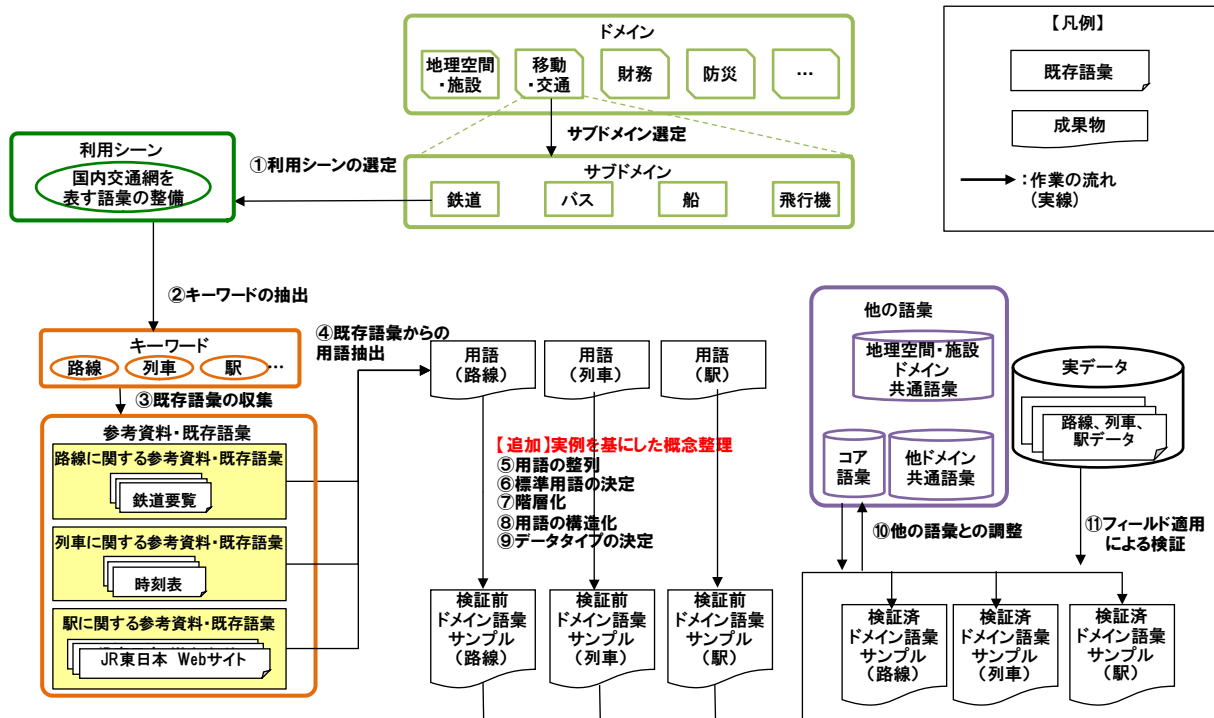 ドメイン
地理空間
・施設
移動
・交通
財務
防災
…
サブドメイン選定
サブドメイン
鉄道
バス
船
飛行機
【凡例】
既存語彙
成果物
：作業の流れ
（実線）
①利用シーンの選定
利用シーン
国内交通網を
表す語彙の整備
②キーワードの抽出
キーワード
路線
列車
駅
…
③既存語彙の収集
④既存語彙からの
用語抽出
参考資料・既存語彙
路線に関する参考資料・既存語彙
鉄道要覧
列車に関する参考資料・既存語彙
時刻表
駅に関する参考資料・既存語彙
JR東日本 Webサイト
用語
（路線）
用語
（列車）
用語
（駅）
【追加】実例を基にした概念整理
⑤用語の整列
⑥標準用語の決定
⑦階層化
⑧用語の構造化
⑨データタイプの決定
検証前
ドメイン語彙
サンプル
（路線）
検証前
ドメイン語彙
サンプル
（列車）
検証前
ドメイン語彙
サンプル
（駅）
他の語彙
地理空間・施設
ドメイン
共通語彙
コア
語彙
他ドメイン
共通語彙
実データ
路線、列車、
駅データ
⑩他の語彙との調整
⑪フィールド適用
による検証
検証済
ドメイン語彙
サンプル
（路線）
検証済
ドメイン語彙
サンプル
（列車）
検証済
ドメイン語彙
サンプル
（駅）